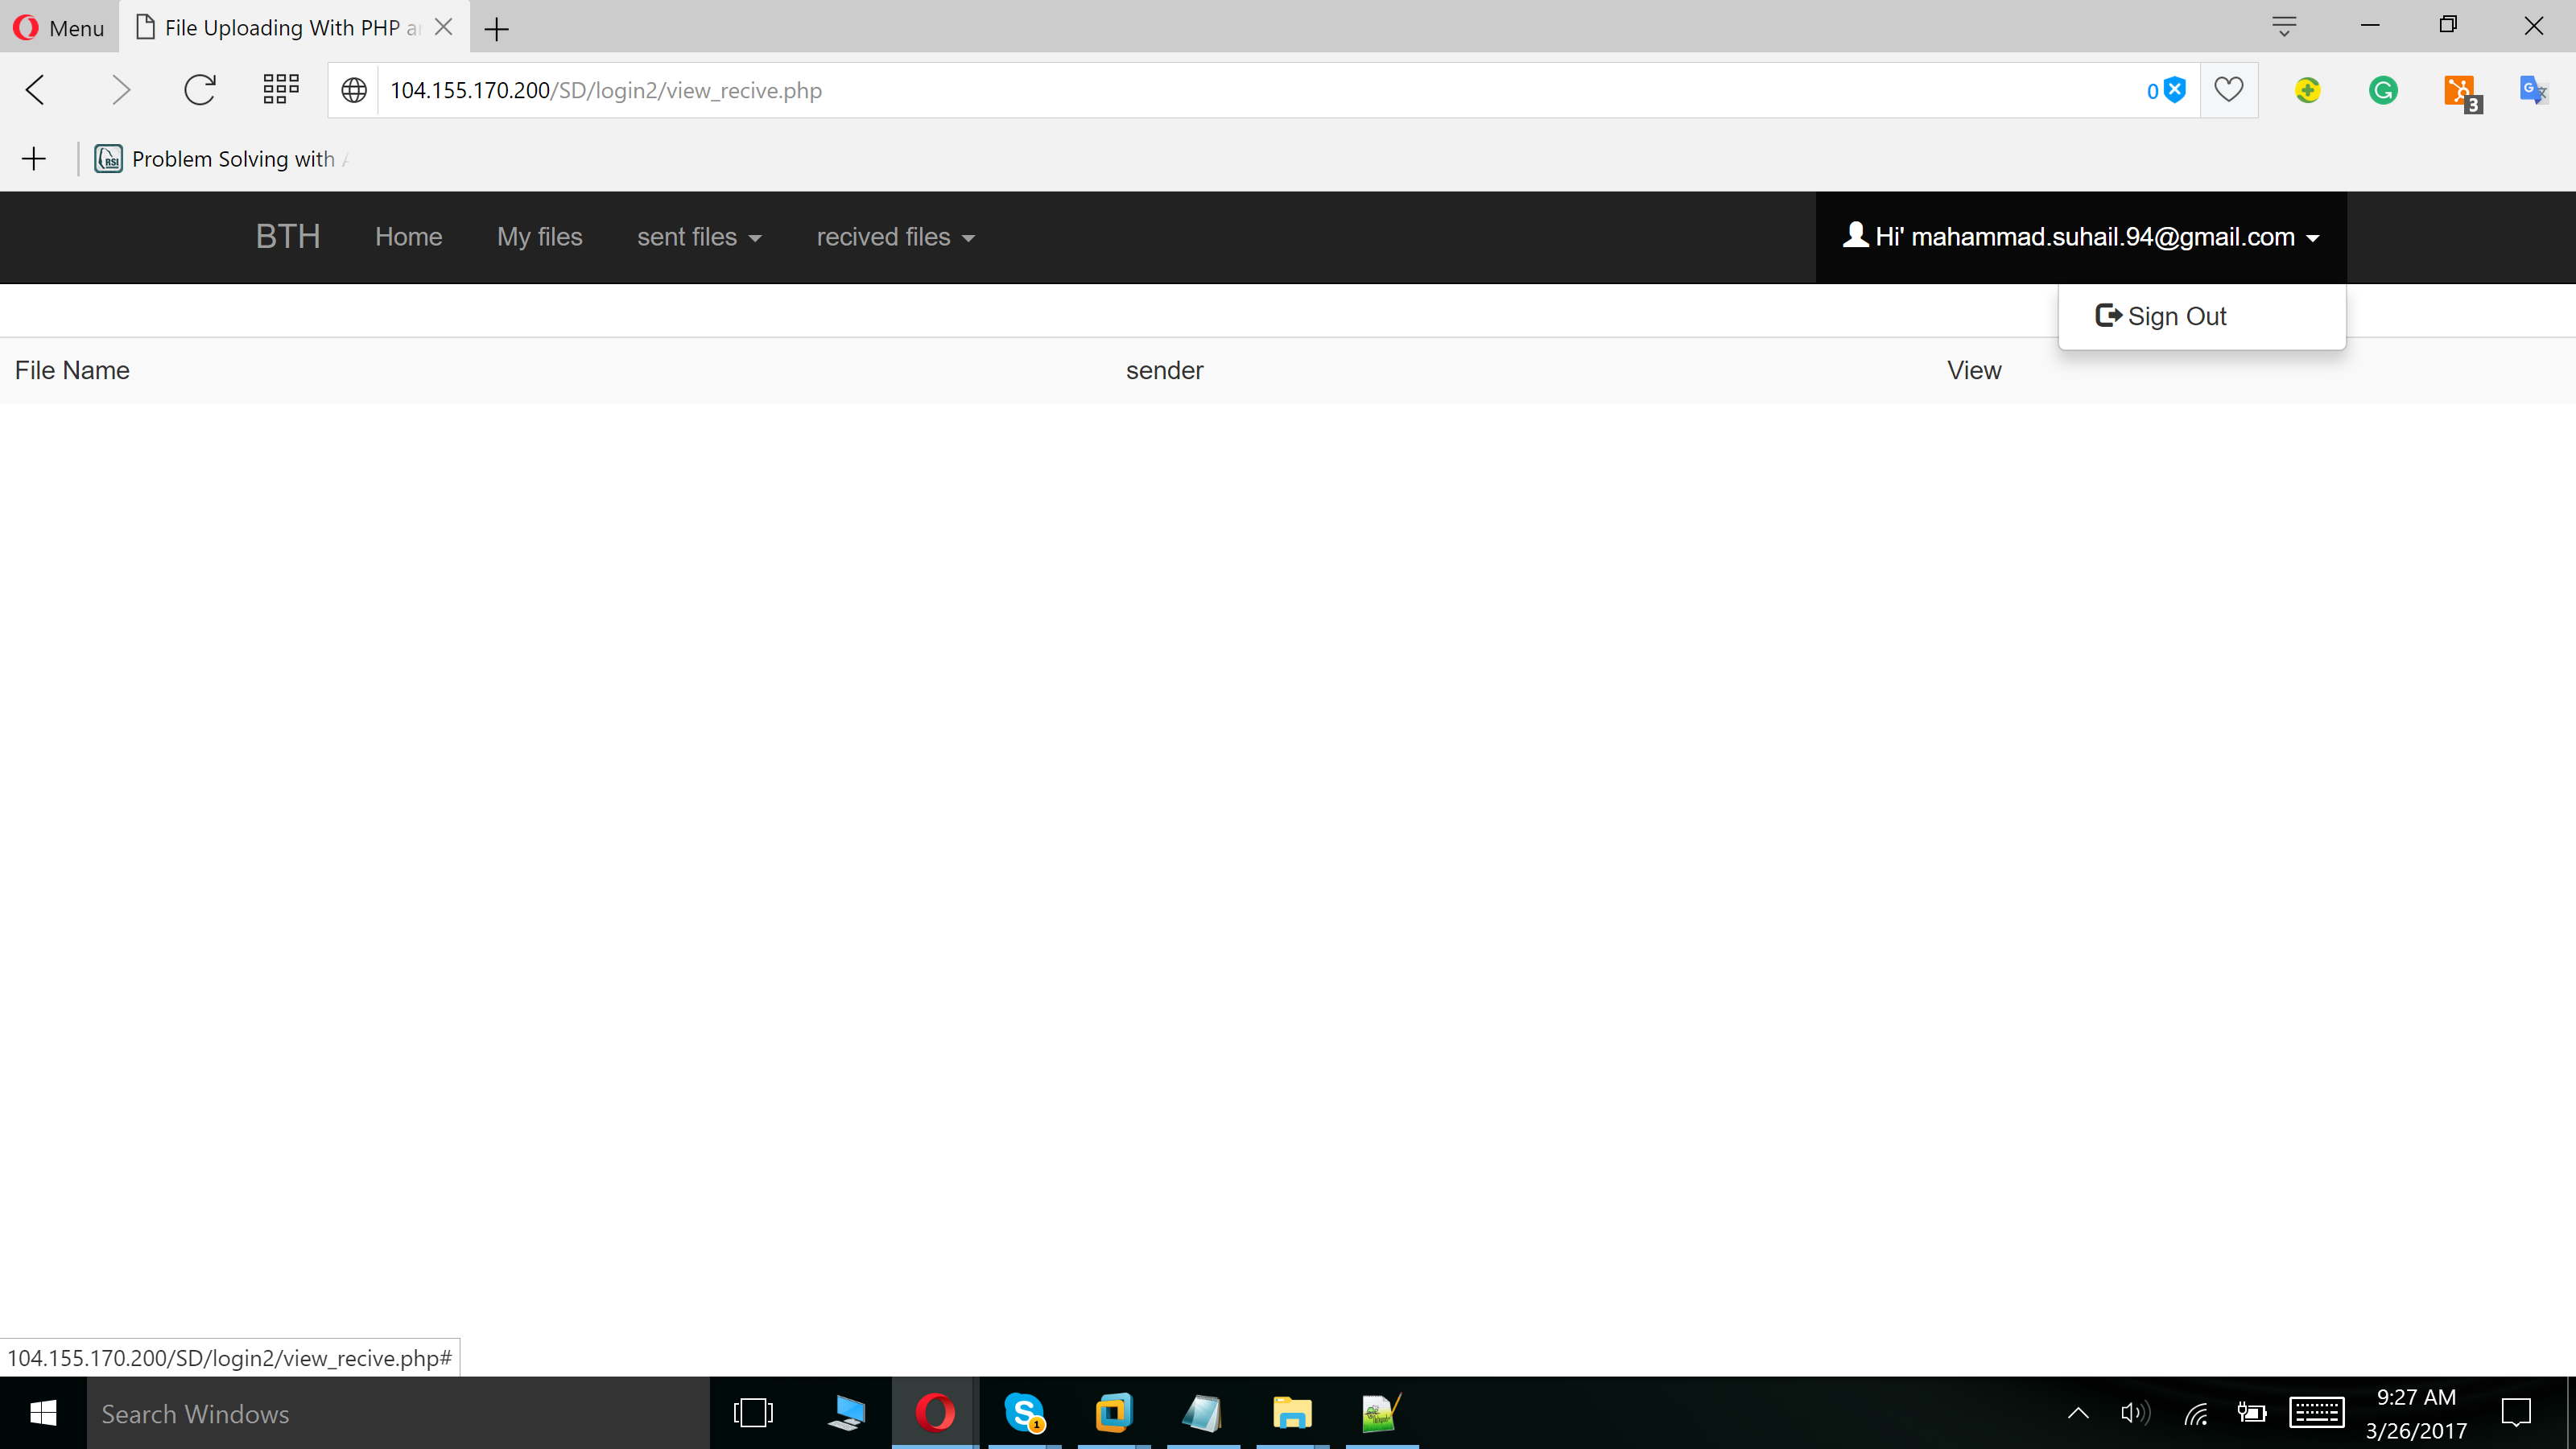 Menu
File Uploading With PHP a
104.155.170.200/SD/login2/view_recive.php
0
3
Problem Solving with
RSI
BTH Home My files sent files recived files Hi' mahammad.suhail.94@gmail.com
Sign Out
File Name sender View
104.155.170.200/SD/login2/view_recive.php#
Search Windows
9:27 AM
3/26/2017